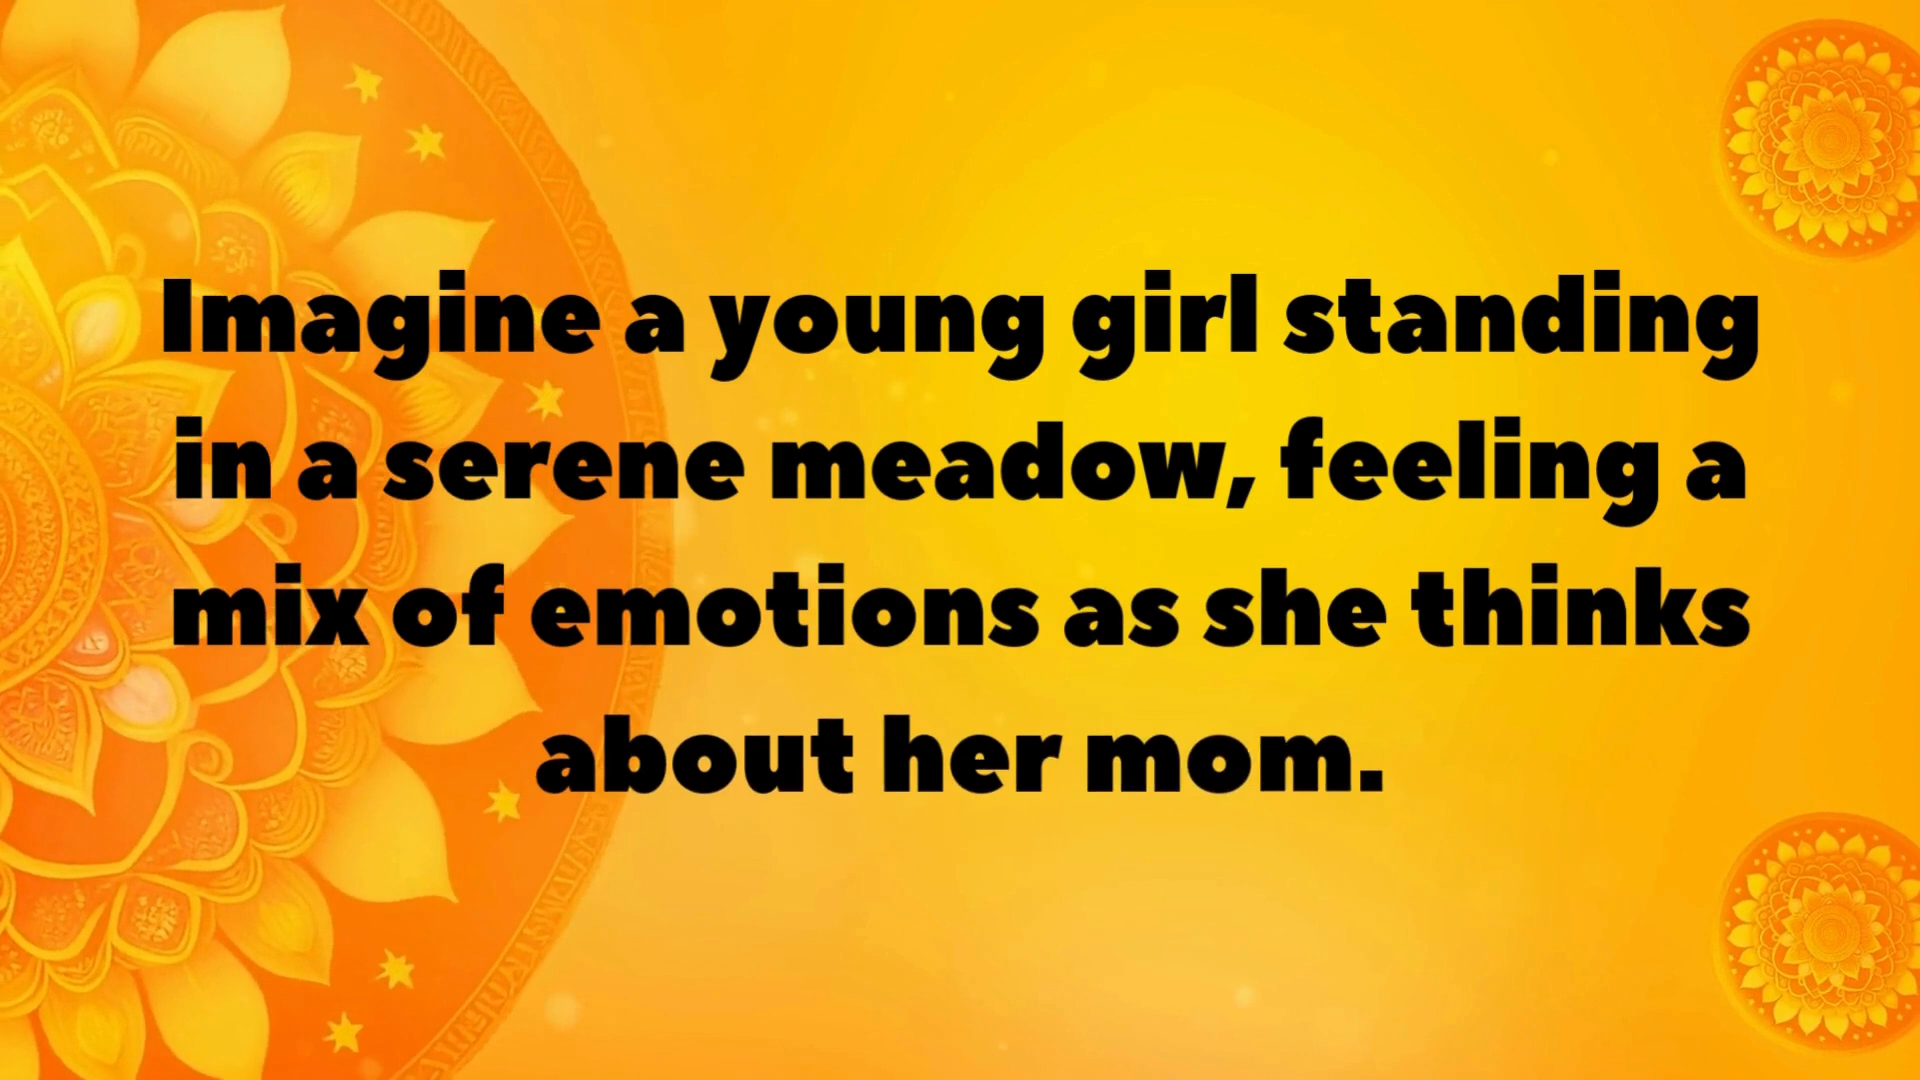 Imagine a young girl standing
in a serene meadow, feeling a
mix of emotions as she thinks
about her mom.